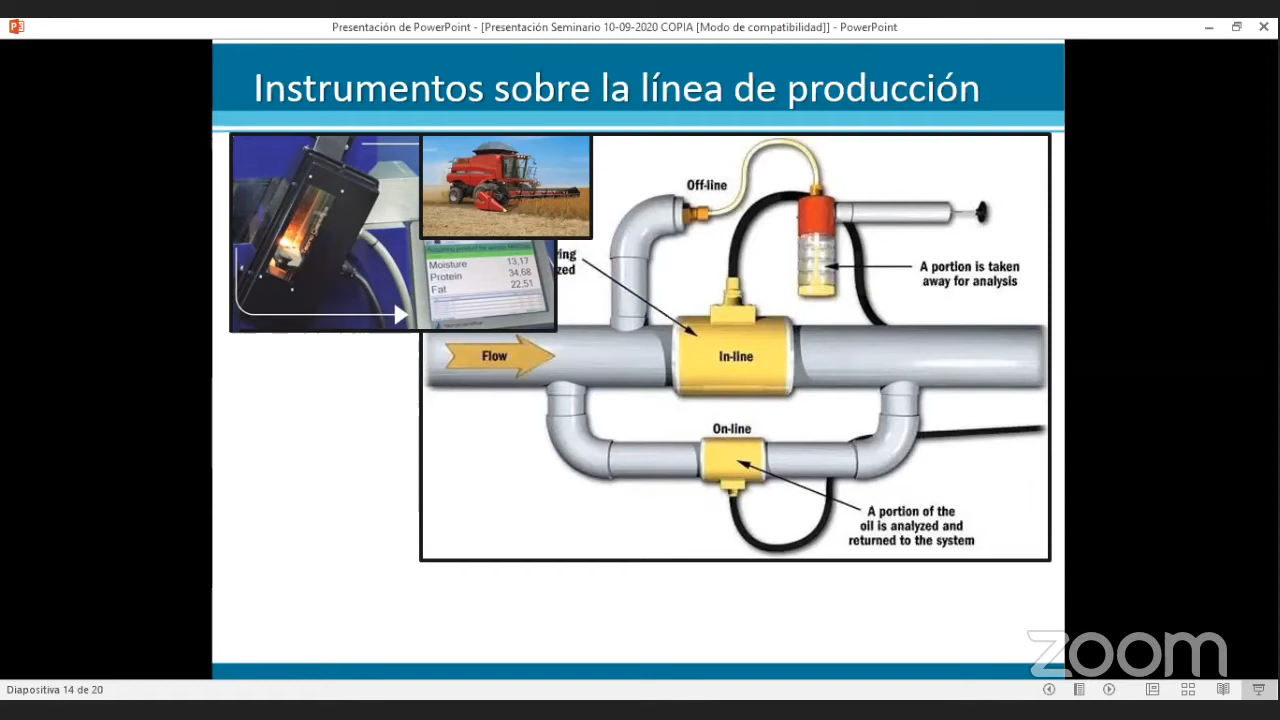 Presentación de PowerPoint - [Presentación Seminario 10-09-2020 COPIA [Modo de compatibilidad]] - PowerPoint
Instrumentos sobre la línea de producción
Off-line
A portion is taken
away for analysis
Moisture 13,17
Protein 34,68
Fat 22.51
Flow
In-line
On-line
A portion of the
oil is analyzed and
returned to the system
zoom
Diapositiva 14 de 20